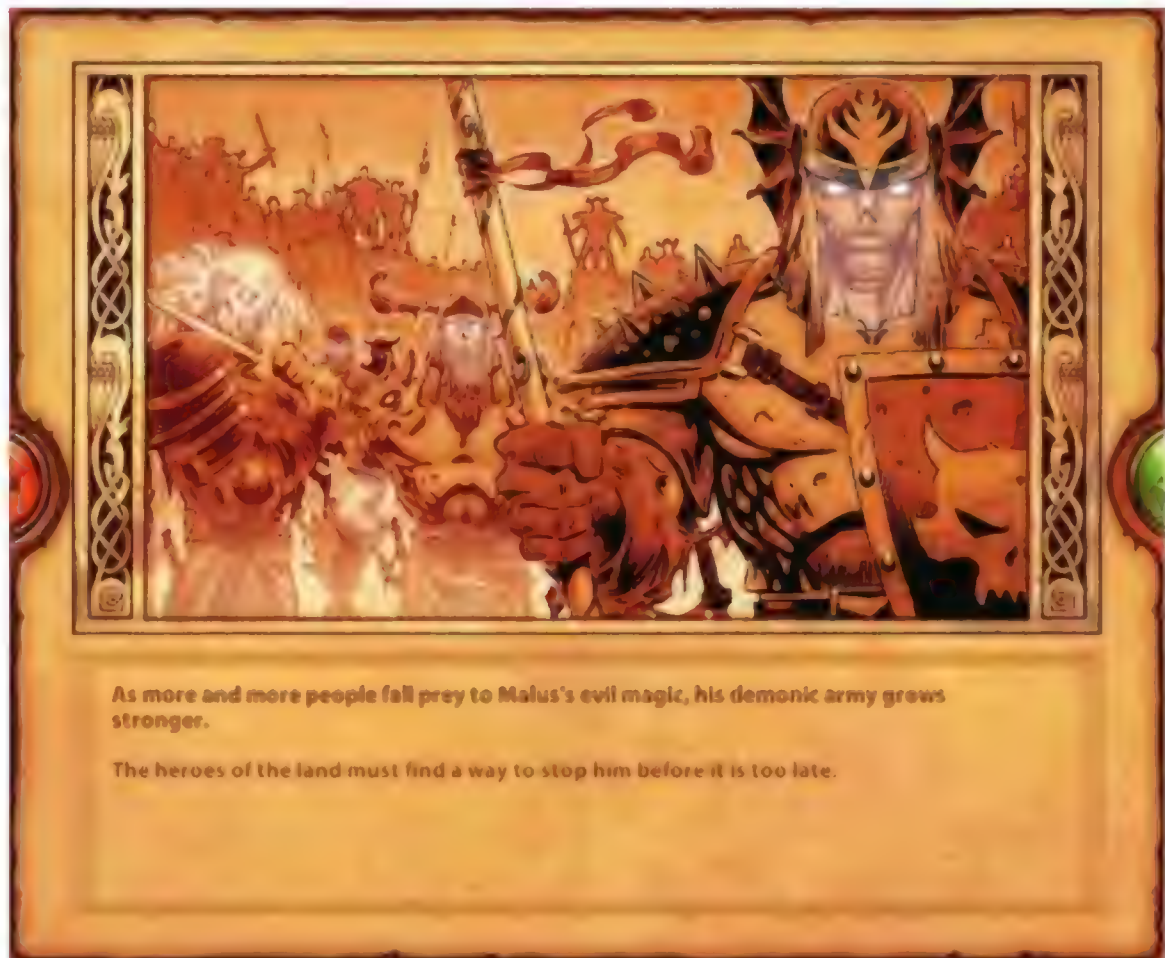 As more and more people fall prey to Malus's evil magic, his demonic army grows
stronger.
The heroes of the land must find a way to stop him before it is too late.